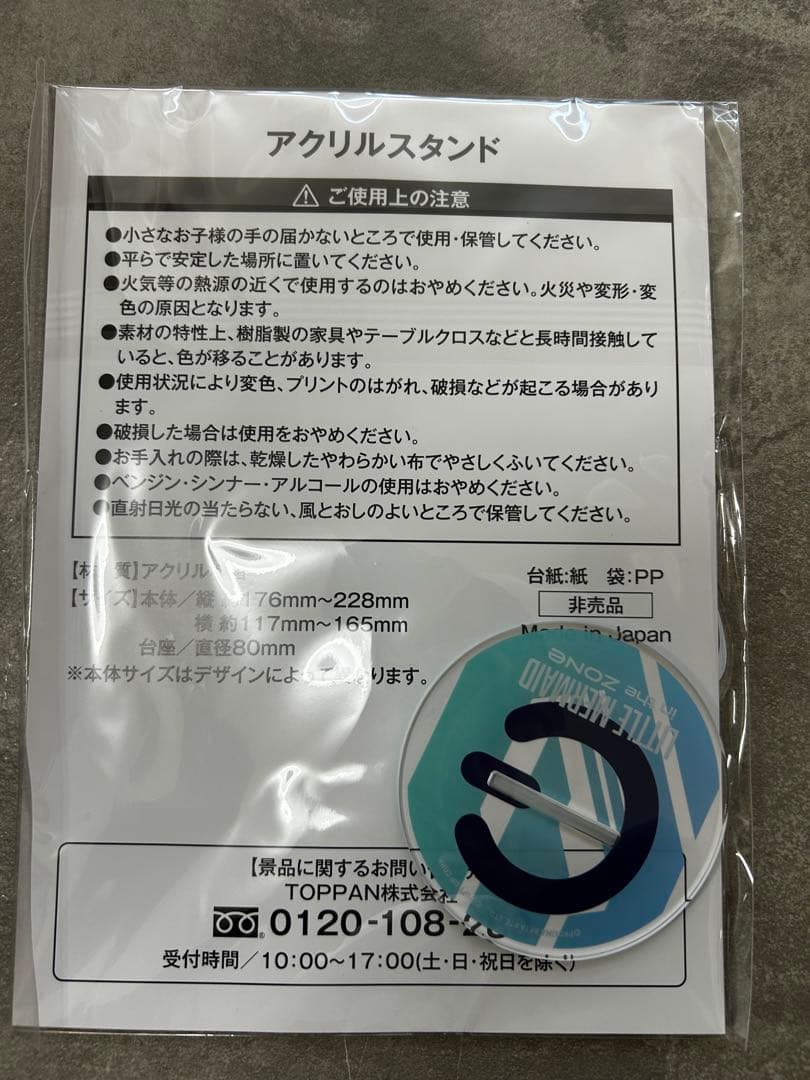 アクリルスタンド
⚠ ご使用上の注意
●小さなお子様の手の届かないところで使用・保管してください。
●平らで安定した場所に置いてください。
●火気等の熱源の近くで使用するのはおやめください。火災や変形・変
色の原因となります。
●素材の特性上、樹脂製の家具やテーブルクロスなどと長時間接触して
いると、色が移ることがあります。
●使用状況により変色、プリントのはがれ、破損などが起こる場合があり
ます。
●破損した場合は使用をおやめください。
●お手入れの際は、乾燥したやわらかい布でやさしくふいてください。
●ベンジン・シンナー・アルコールの使用はおやめください。
●直射日光の当たらない、風とおしのよいところで保管してください。
【材 質】アクリル
台紙:紙 袋:PP
【サイズ】本体／縦 約176mm〜228mm
非売品
横 約117mm〜165mm
Made in Japan
台座／直径80mm
※本体サイズはデザインによって ります。
LITTLE MERMAID
in the ZONE
【景品に関するお問い
TOPPAN株式会社
0120-108-2
受付時間／10:00〜17:00(土・日・祝日を除く)